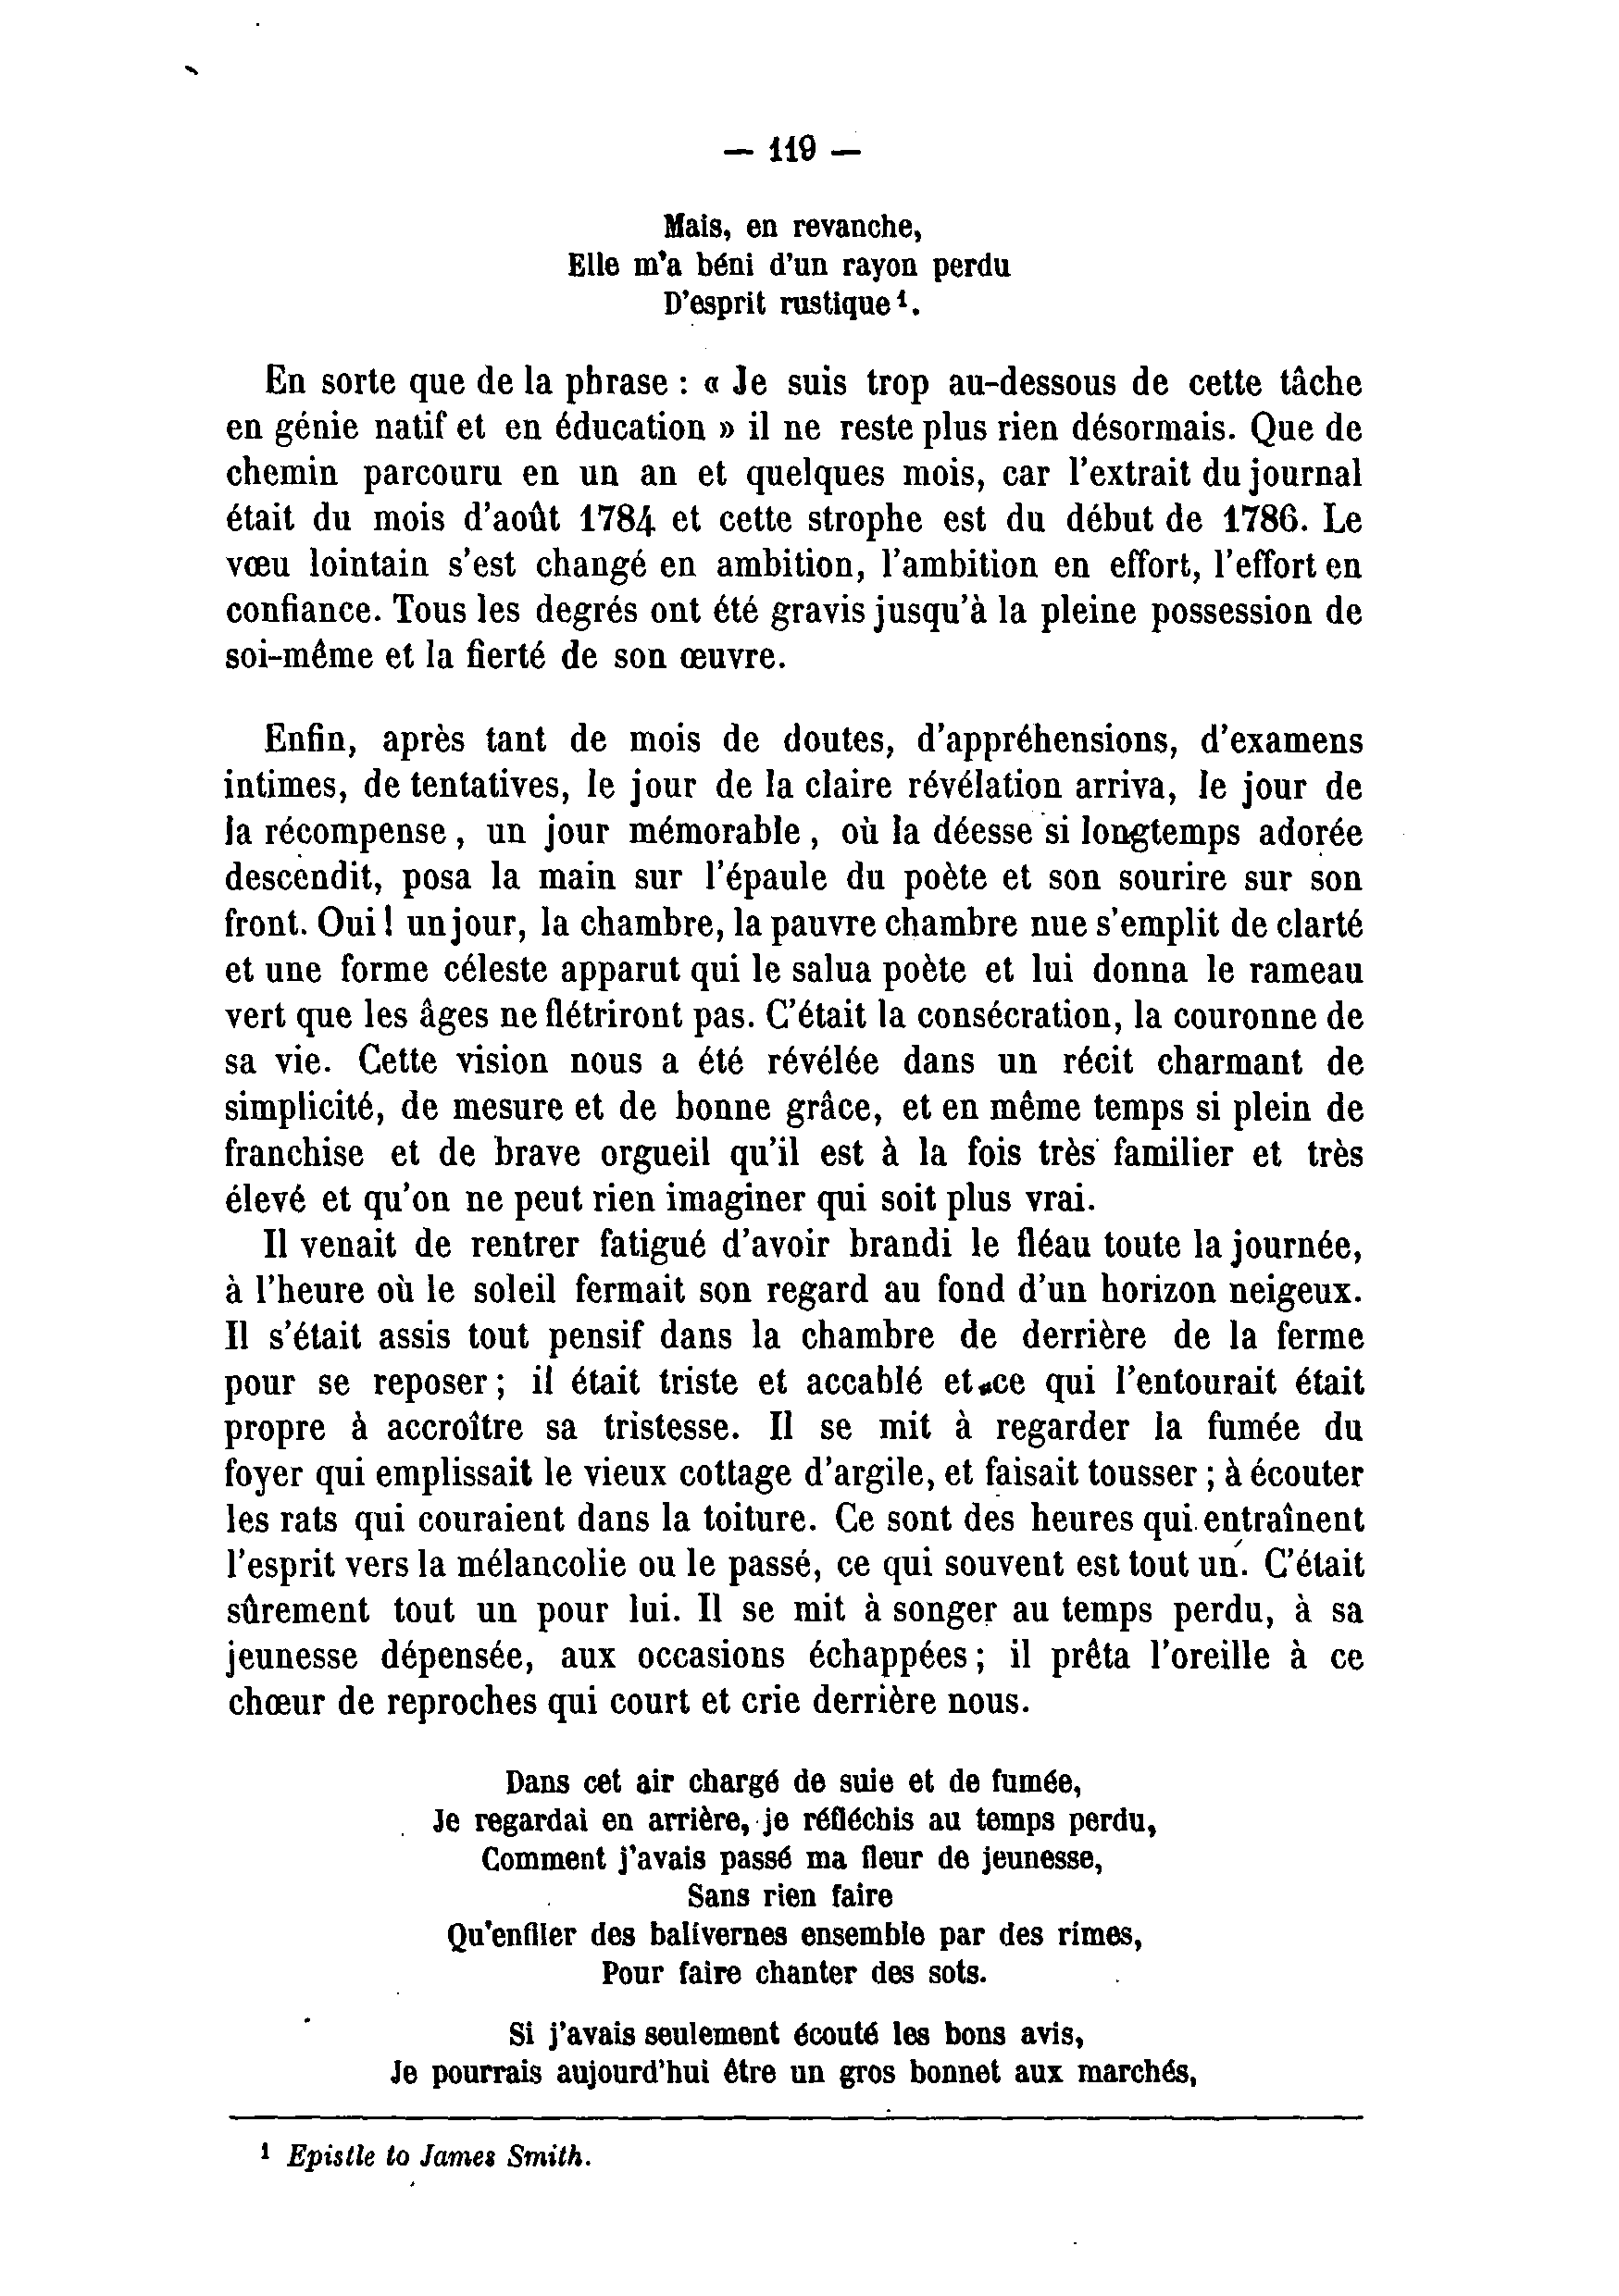 — 119 —
Mais, en revanche,
Elle m'a béni d'un rayon perdu
D'esprit rustique ¹.
En sorte que de la phrase : « Je suis trop au-dessous de cette tâche
en génie natif et en éducation » il ne reste plus rien désormais. Que de
chemin parcouru en un an et quelques mois, car l'extrait du journal
était du mois d'août 1784 et cette strophe est du début de 1786. Le
vœu lointain s'est changé en ambition, l'ambition en effort, l'effort en
confiance. Tous les degrés ont été gravis jusqu'à la pleine possession de
soi-même et la fierté de son œuvre.
Enfin, après tant de mois de doutes, d'appréhensions, d'examens
intimes, de tentatives, le jour de la claire révélation arriva, le jour de
la récompense, un jour mémorable, où la déesse si longtemps adorée
descendit, posa la main sur l'épaule du poète et son sourire sur son
front. Oui ! un jour, la chambre, la pauvre chambre nue s'emplit de clarté
et une forme céleste apparut qui le salua poète et lui donna le rameau
vert que les âges ne flétriront pas. C'était la consécration, la couronne de
sa vie. Cette vision nous a été révélée dans un récit charmant de
simplicité, de mesure et de bonne grâce, et en même temps si plein de
franchise et de brave orgueil qu'il est à la fois très familier et très
élevé et qu'on ne peut rien imaginer qui soit plus vrai.
Il venait de rentrer fatigué d'avoir brandi le fléau toute la journée,
à l'heure où le soleil fermait son regard au fond d'un horizon neigeux.
Il s'était assis tout pensif dans la chambre de derrière de la ferme
pour se reposer ; il était triste et accablé et ce qui l'entourait était
propre à accroître sa tristesse. Il se mit à regarder la fumée du
foyer qui emplissait le vieux cottage d'argile, et faisait tousser ; à écouter
les rats qui couraient dans la toiture. Ce sont des heures qui entraînent
l'esprit vers la mélancolie ou le passé, ce qui souvent est tout un. C'était
sûrement tout un pour lui. Il se mit à songer au temps perdu, à sa
jeunesse dépensée, aux occasions échappées ; il prêta l'oreille à ce
chœur de reproches qui court et crie derrière nous.
Dans cet air chargé de suie et de fumée,
Je regardai en arrière, je réfléchis au temps perdu,
Comment j'avais passé ma fleur de jeunesse,
Sans rien faire
Qu'enfiler des balivernes ensemble par des rimes,
Pour faire chanter des sots.
Si j'avais seulement écouté les bons avis,
Je pourrais aujourd'hui être un gros bonnet aux marchés,
¹ Epistle to James Smith.